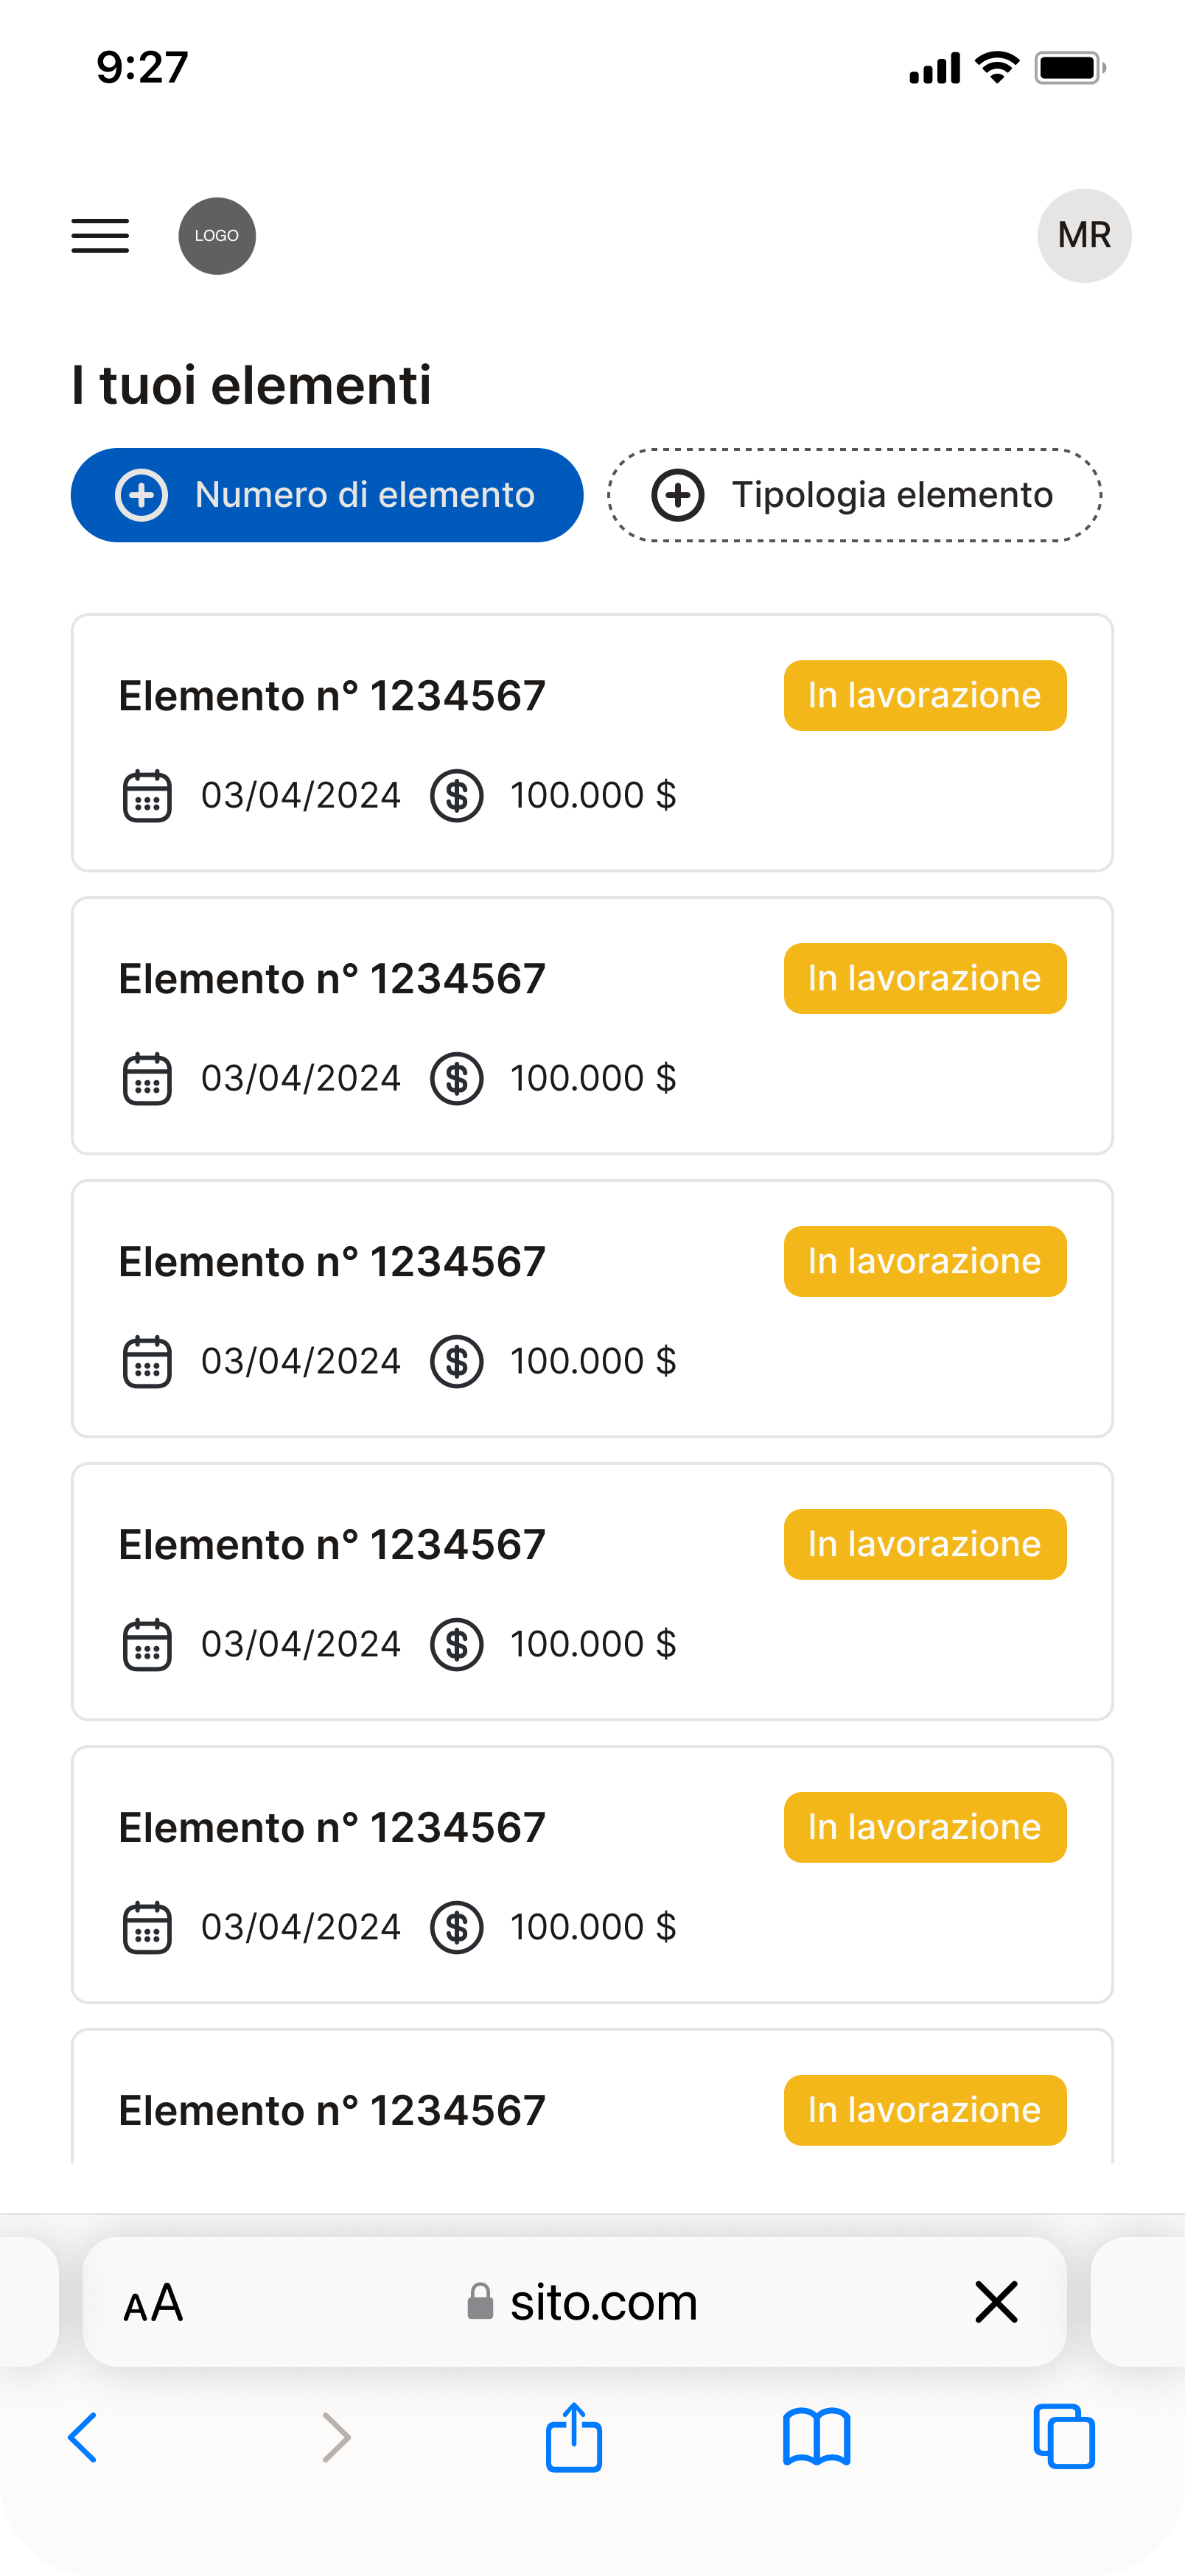 9:27
LOGO
MR
I tuoi elementi
Numero di elemento
Tipologia elemento
Elemento n° 1234567
In lavorazione
03/04/2024
100.000 $
Elemento n° 1234567
In lavorazione
03/04/2024
100.000 $
Elemento n° 1234567
In lavorazione
03/04/2024
100.000 $
Elemento n° 1234567
In lavorazione
03/04/2024
100.000 $
Elemento n° 1234567
In lavorazione
03/04/2024
100.000 $
Elemento n° 1234567
In lavorazione
AA
sito.com